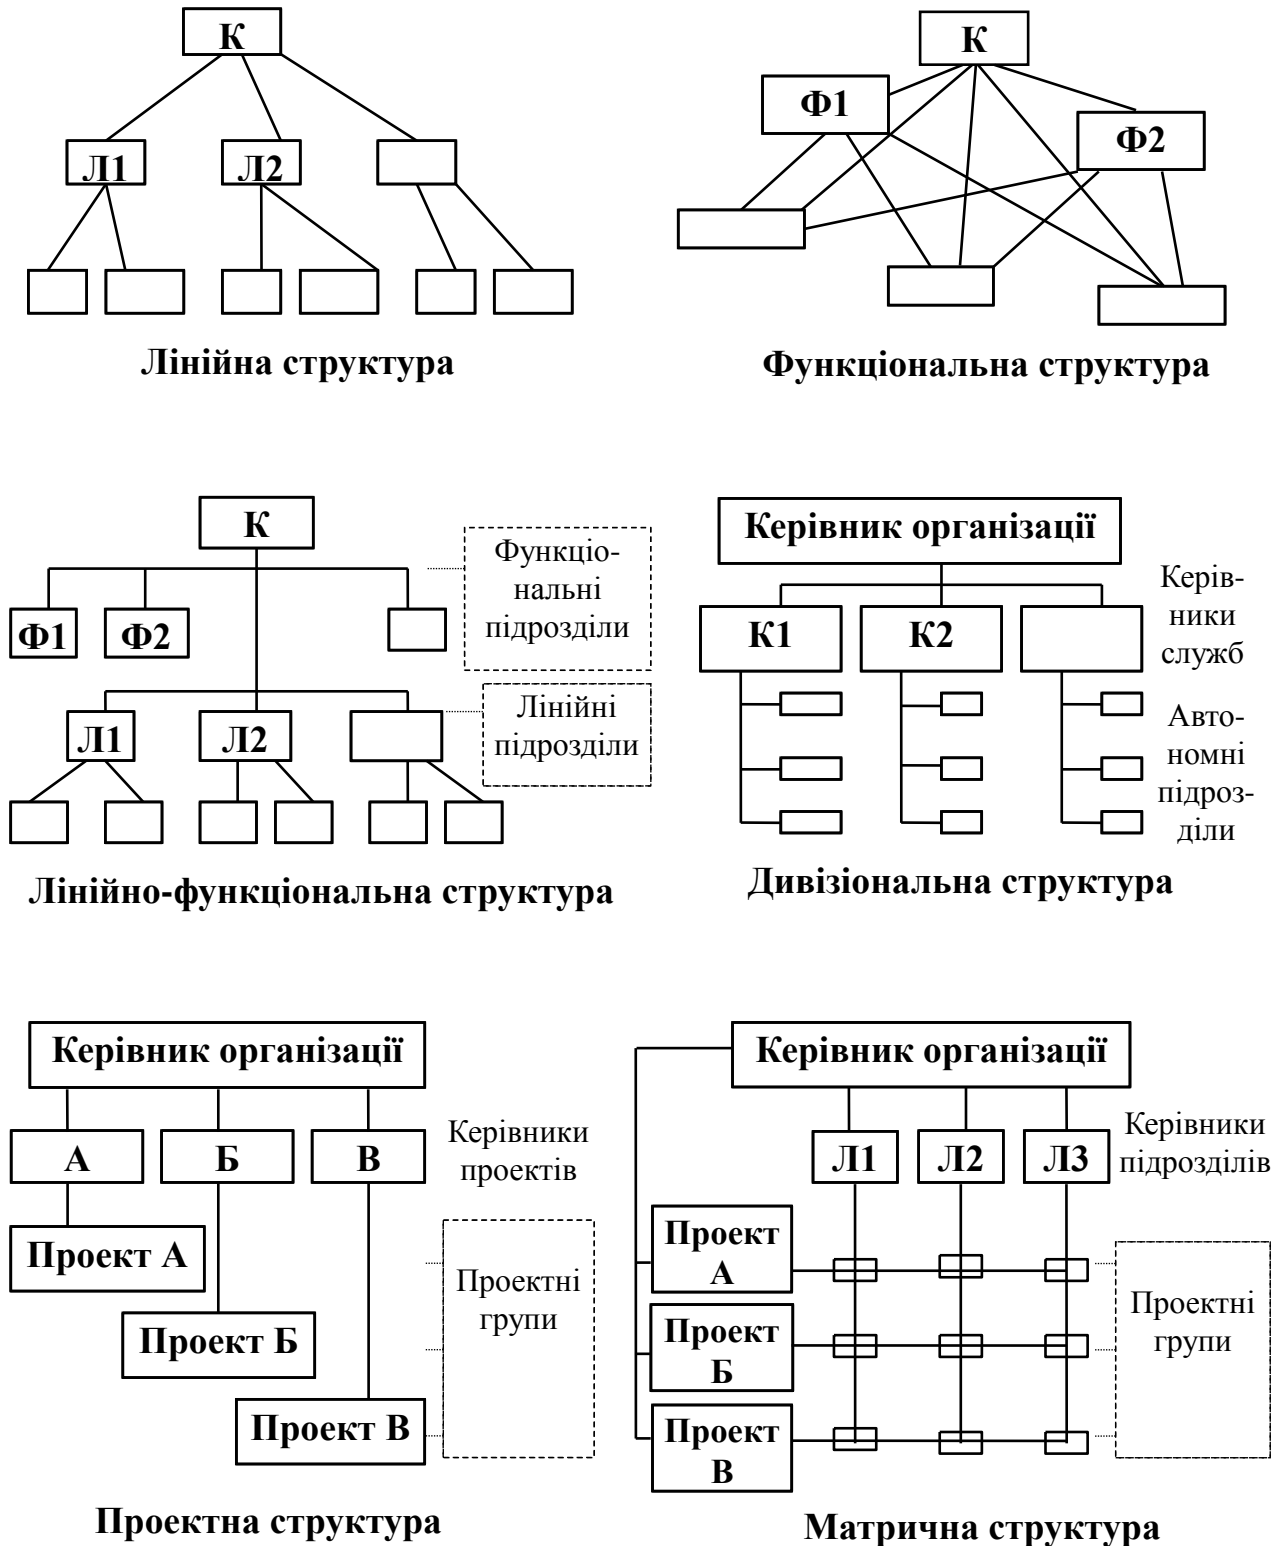 К
Л1
Л2
Лінійна структура
К
Ф1
Ф2
Функціональна структура
К
Функціо-
нальні
підрозділи
Ф1
Ф2
Лінійні
підрозділи
Л1
Л2
Лінійно-функціональна структура
Керівник організації
Керів-
ники
служб
К1
К2
Авто-
номні
підроз-
діли
Дивізіональна структура
Керівник організації
А
Б
В
Керівники
проектів
Проект А
Проект Б
Проект В
Проектні
групи
Проектна структура
Керівник організації
Л1
Л2
Л3
Керівники
підрозділів
Проект
А
Проект
Б
Проект
В
Проектні
групи
Матрична структура